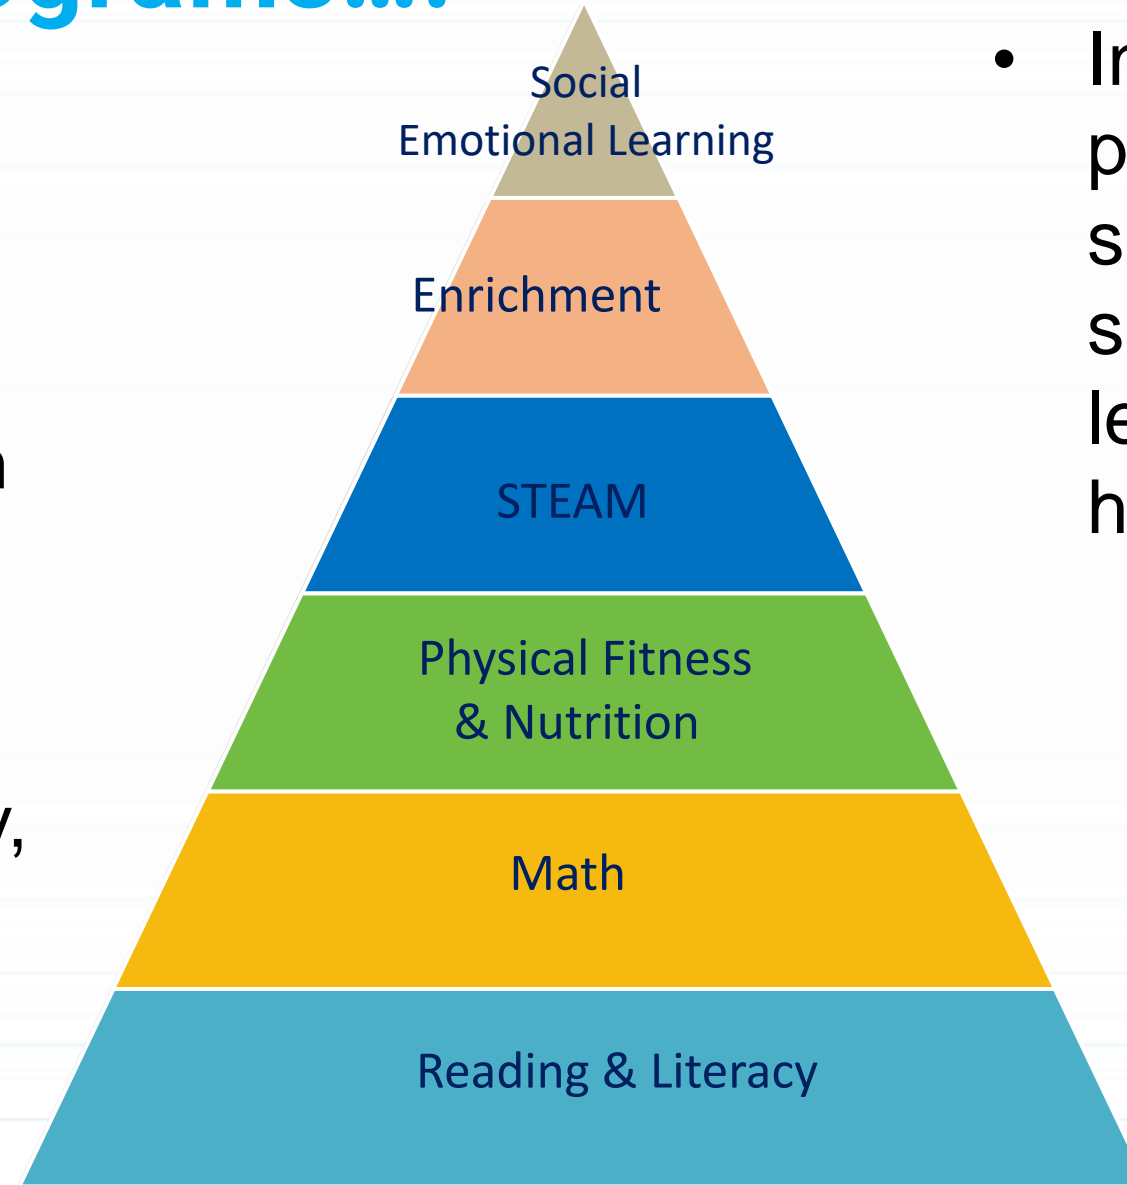 Social
Emotional Learning
Enrichment
STEAM
Physical Fitness
& Nutrition
Math
Reading & Literacy